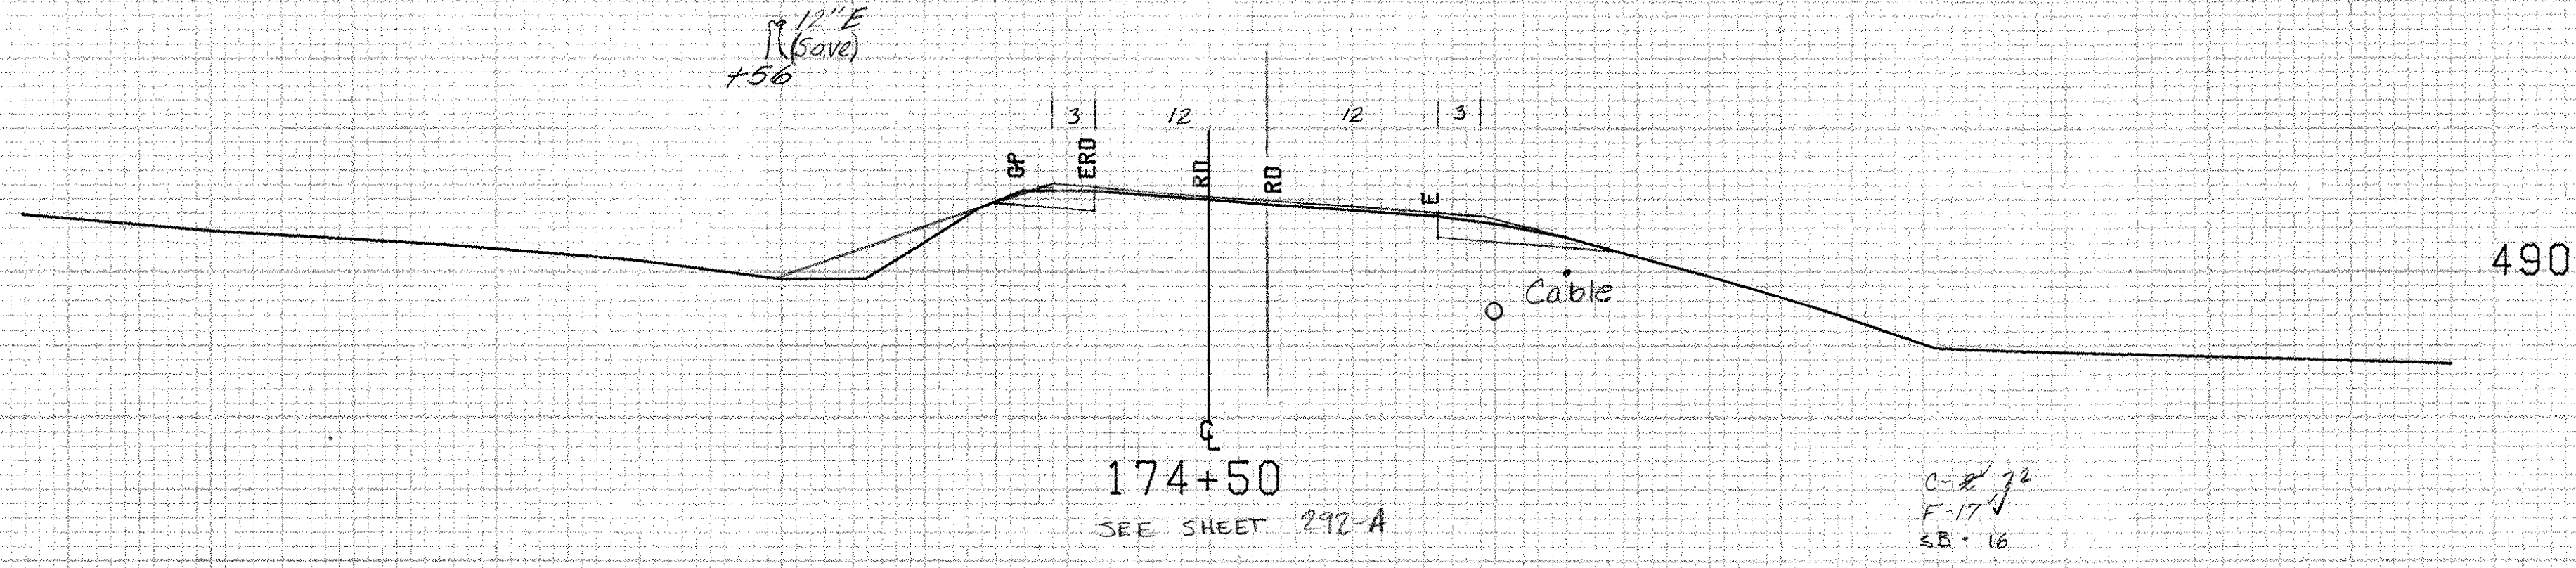 12"E
(Save)
+56
3 12 12 3
GP ERD RD RD E
490
Cable
℄
174+50
SEE SHEET 292-A
C-
F-17 ✓
SB - 16